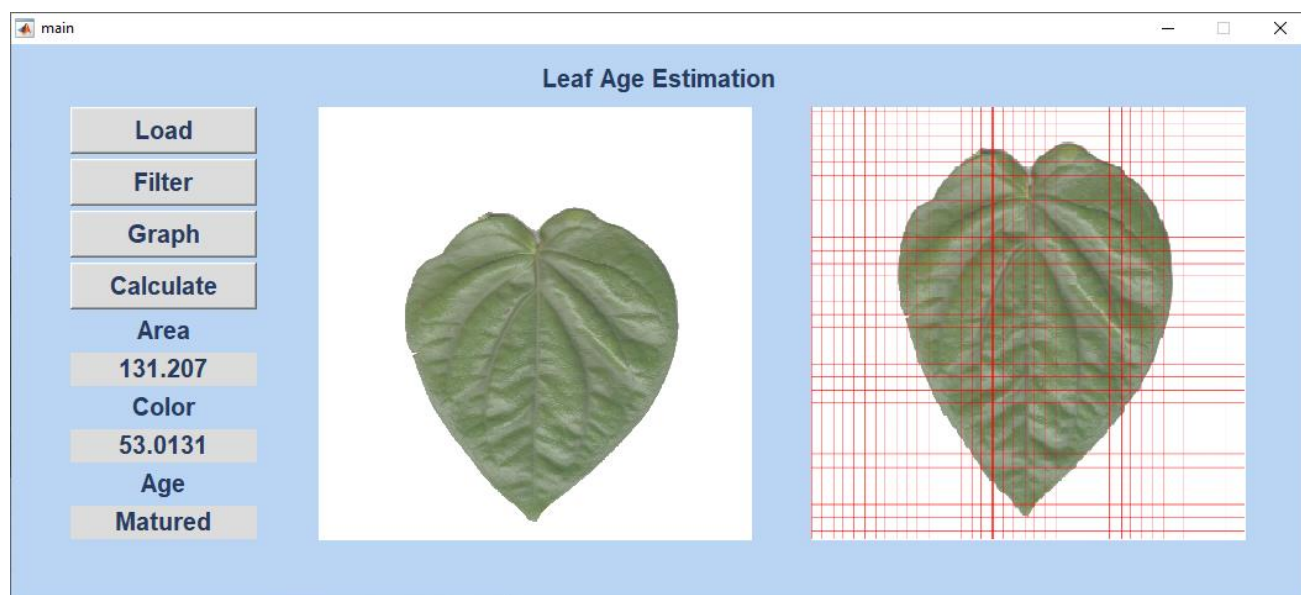 main
Leaf Age Estimation
Load
Filter
Graph
Calculate
Area
131.207
Color
53.0131
Age
Matured